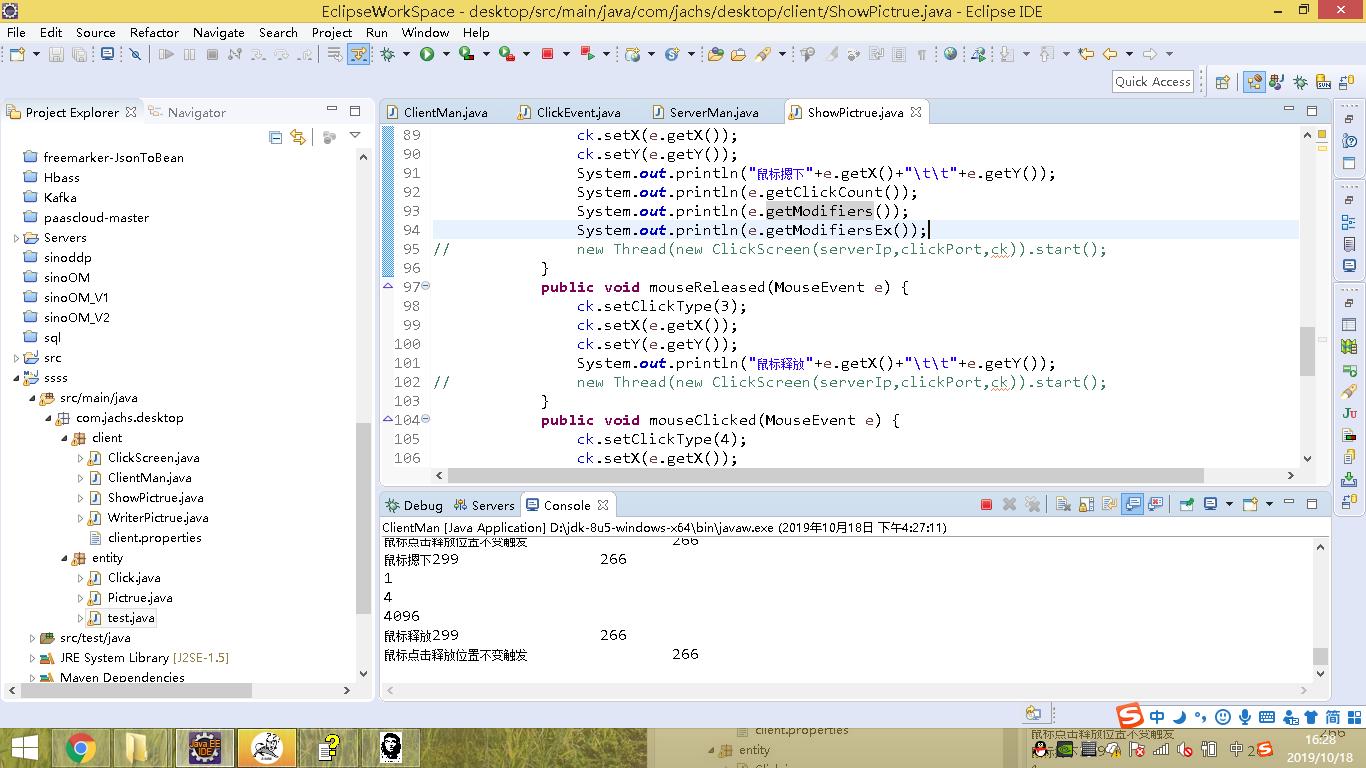 EclipseWorkSpace - desktop/src/main/java/com/jachs/desktop/client/ShowPictrue.java - Eclipse IDE
File Edit Source Refactor Navigate Search Project Run Window Help
Quick Access
Project Explorer
Navigator
freemarker-JsonToBean
Hbass
Kafka
paascloud-master
Servers
sinoddp
sinoOM
sinoOM_V1
sinoOM_V2
sql
src
ssss
src/main/java
com.jachs.desktop
client
ClickScreen.java
ClientMan.java
ShowPictrue.java
WriterPictrue.java
client.properties
entity
Click.java
Pictrue.java
test.java
src/test/java
JRE System Library [J2SE-1.5]
Maven Dependencies
ClientMan.java ClickEvent.java ServerMan.java ShowPictrue.java
89 ck.setX(e.getX());
90 ck.setY(e.getY());
91 System.out.println("鼠标摁下"+e.getX()+"\t\t"+e.getY());
92 System.out.println(e.getClickCount());
93 System.out.println(e.getModifiers());
94 System.out.println(e.getModifiersEx());
95 // new Thread(new ClickScreen(serverIp,clickPort,ck)).start();
96 }
97 public void mouseReleased(MouseEvent e) {
98 ck.setClickType(3);
99 ck.setX(e.getX());
100 ck.setY(e.getY());
101 System.out.println("鼠标释放"+e.getX()+"\t\t"+e.getY());
102 // new Thread(new ClickScreen(serverIp,clickPort,ck)).start();
103 }
104 public void mouseClicked(MouseEvent e) {
105 ck.setClickType(4);
106 ck.setX(e.getX());
Debug Servers Console
ClientMan [Java Application] D:\jdk-8u5-windows-x64\bin\javaw.exe (2019年10月18日 下午4:27:11)
鼠标点击释放位置不变触发 266
鼠标摁下299 266
1
4
4096
鼠标释放299 266
鼠标点击释放位置不变触发 266
中 简
client.properties
entity
鼠标点击释放位置不变触发
中
16:28
2019/10/18